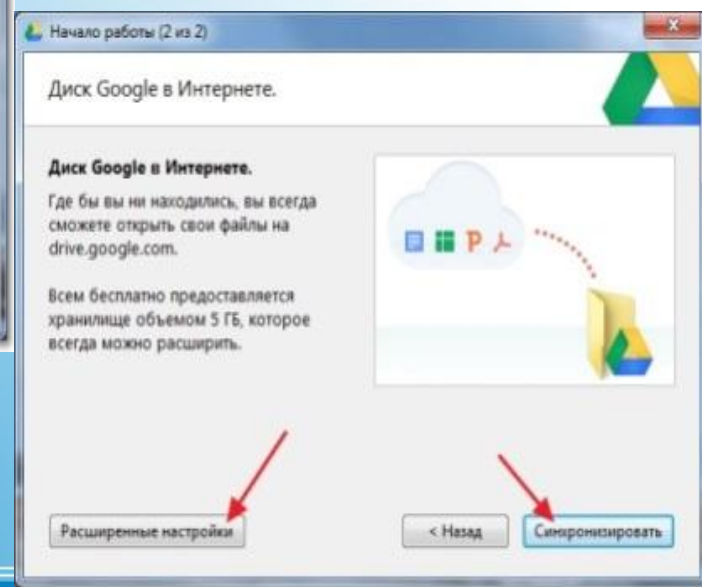 Начало работы (2 из 2)
Диск Google в Интернете.
Диск Google в Интернете.
Где бы вы ни находились, вы всегда
сможете открыть свои файлы на
drive.google.com.
Всем бесплатно предоставляется
хранилище объемом 5 ГБ, которое
всегда можно расширить.
P
Расширенные настройки
< Назад
Синхронизировать